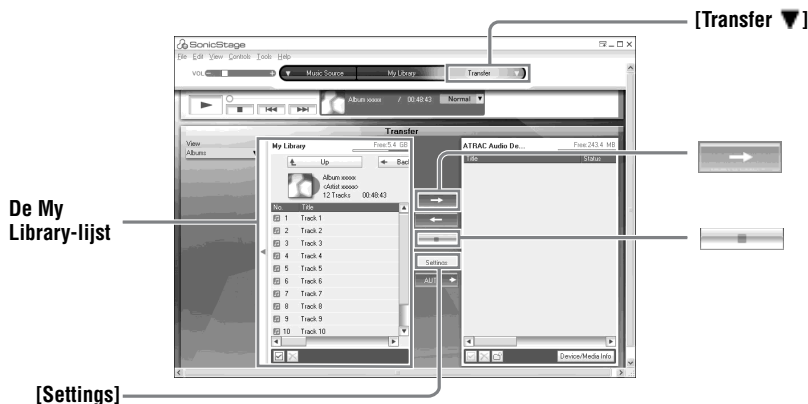 [Transfer ▼]
SonicStage
File Edit View Controls Tools Help
VOL
Music Source My Library Transfer
Album xxxxx / 00:48:43 Normal
Transfer
View
Albums
My Library Free:5.4 GB
Up Bac
Album xxxxx
<Artist xxxxx>
12 Tracks 00:48:43
No. Title
1 Track 1
2 Track 2
3 Track 3
4 Track 4
5 Track 5
6 Track 6
7 Track 7
8 Track 8
9 Track 9
10 Track 10
Settings
AUT
ATRAC Audio De... Free:243.4 MB
Title Status
Device/Media Info
De My
Library-lijst
[Settings]